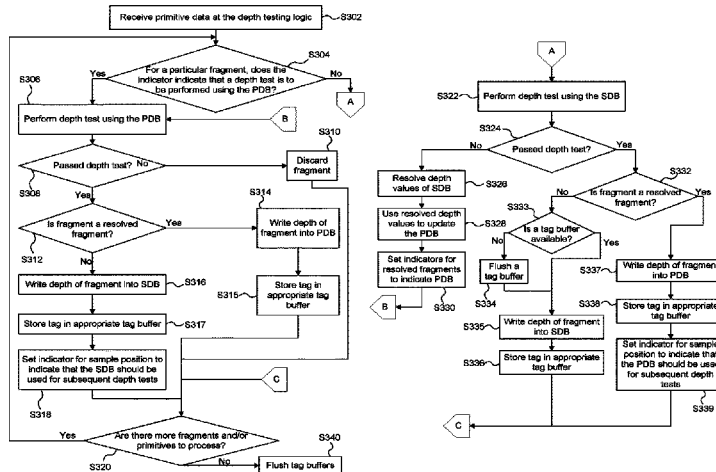 Receive primitive data at the depth testing logic
S302
S304
For a particular fragment, does the
indicator indicate that a depth test is to
be performed using the PDB?
Yes
No
A
S306
Perform depth test using the PDB
B
S310
Discard
fragment
Passed depth test?
No
S308
Yes
S314
Is fragment a resolved
fragment?
Yes
S312
Write depth of
fragment into PDB
No
Write depth of fragment into SDB
S316
S315
Store tag in
appropriate tag
buffer
Store tag in appropriate tag buffer
S317
Set indicator for sample position to
indicate that the SDB should be
used for subsequent depth tests
S318
C
Yes
Are there more fragments and/or
primitives to process?
S320
No
S340
Flush tag buffers
A
S322
Perform depth test using the SDB
S324
Passed depth test?
No
Yes
S332
Resolve depth
values of SDB
S326
Is fragment a resolved
fragment?
No
Yes
Use resolved depth
values to update
the PDB
S328
S333
Is a tag buffer
available?
No
Yes
Set indicators for
resolved fragments
to indicate PDB
S330
B
Flush a
tag buffer
S334
S337
Write depth of fragment
into PDB
S338
Store tag in appropriate
tag buffer
S335
Write depth of fragment
into SDB
S336
Store tag in appropriate
tag buffer
Set indicator for sample
position to indicate that
the PDB should be used
for subsequent depth
tests
S339
C